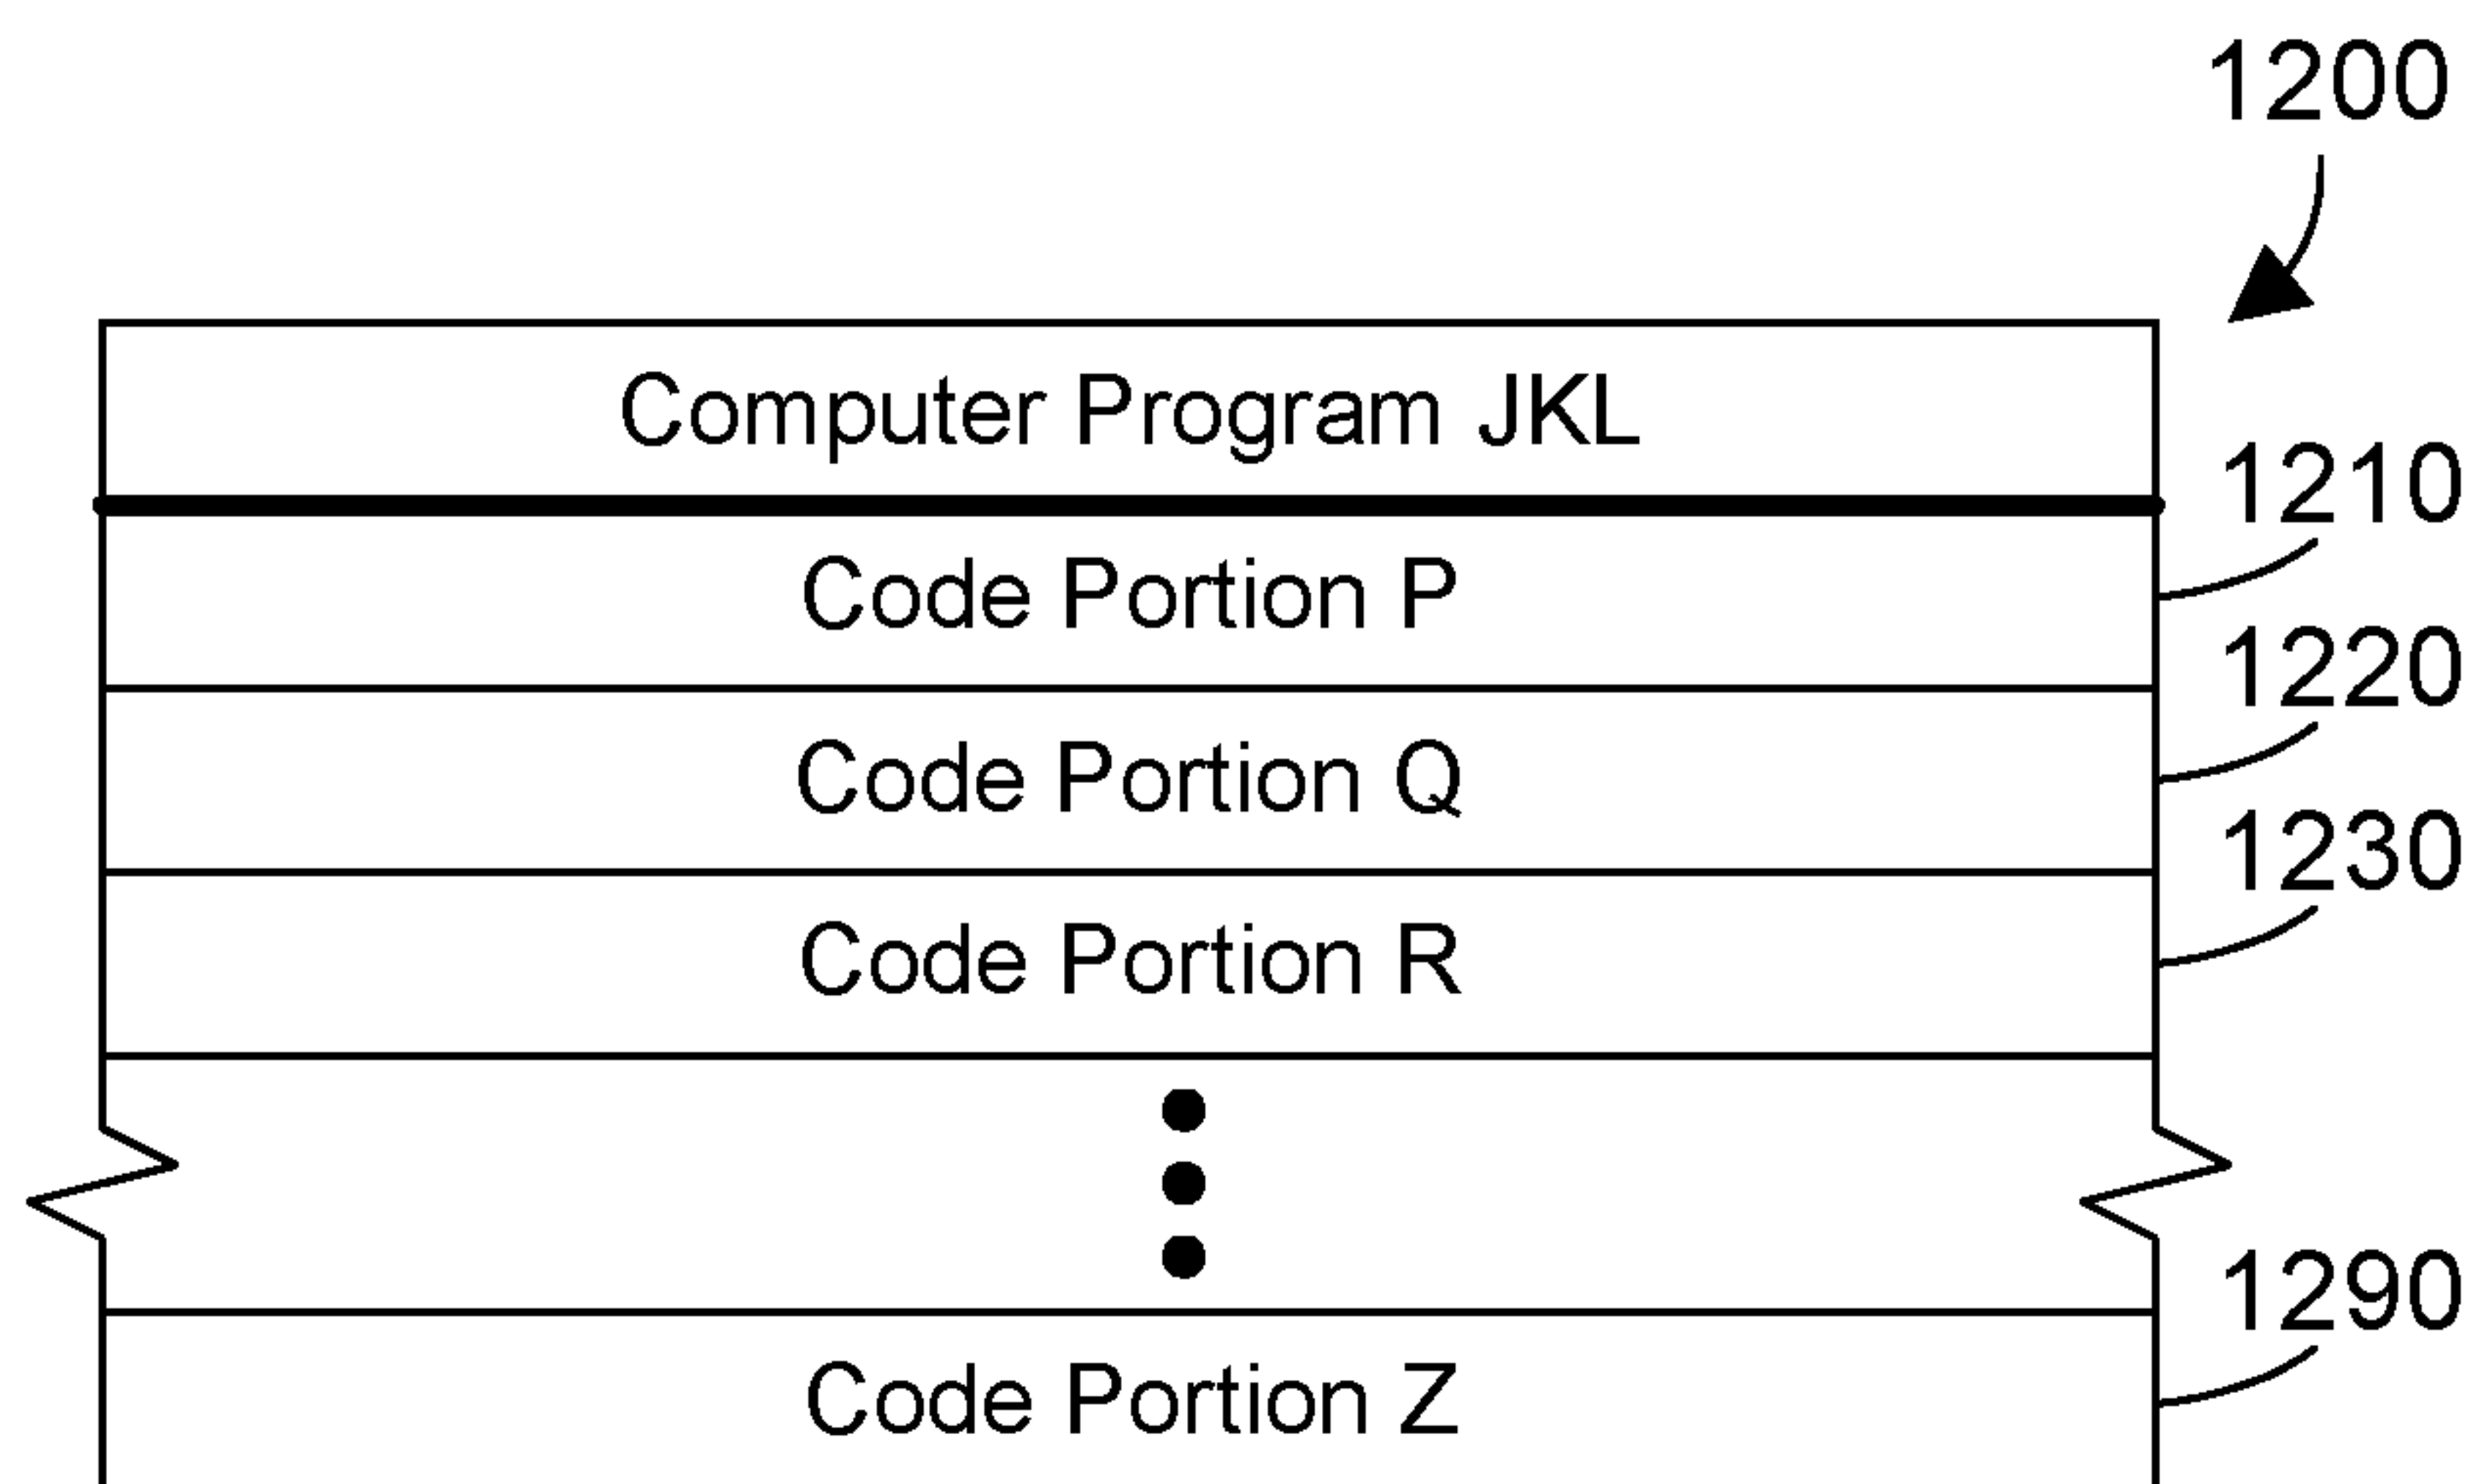 1200
Computer Program JKL
1210
Code Portion P
1220
Code Portion Q
1230
Code Portion R
1290
Code Portion Z